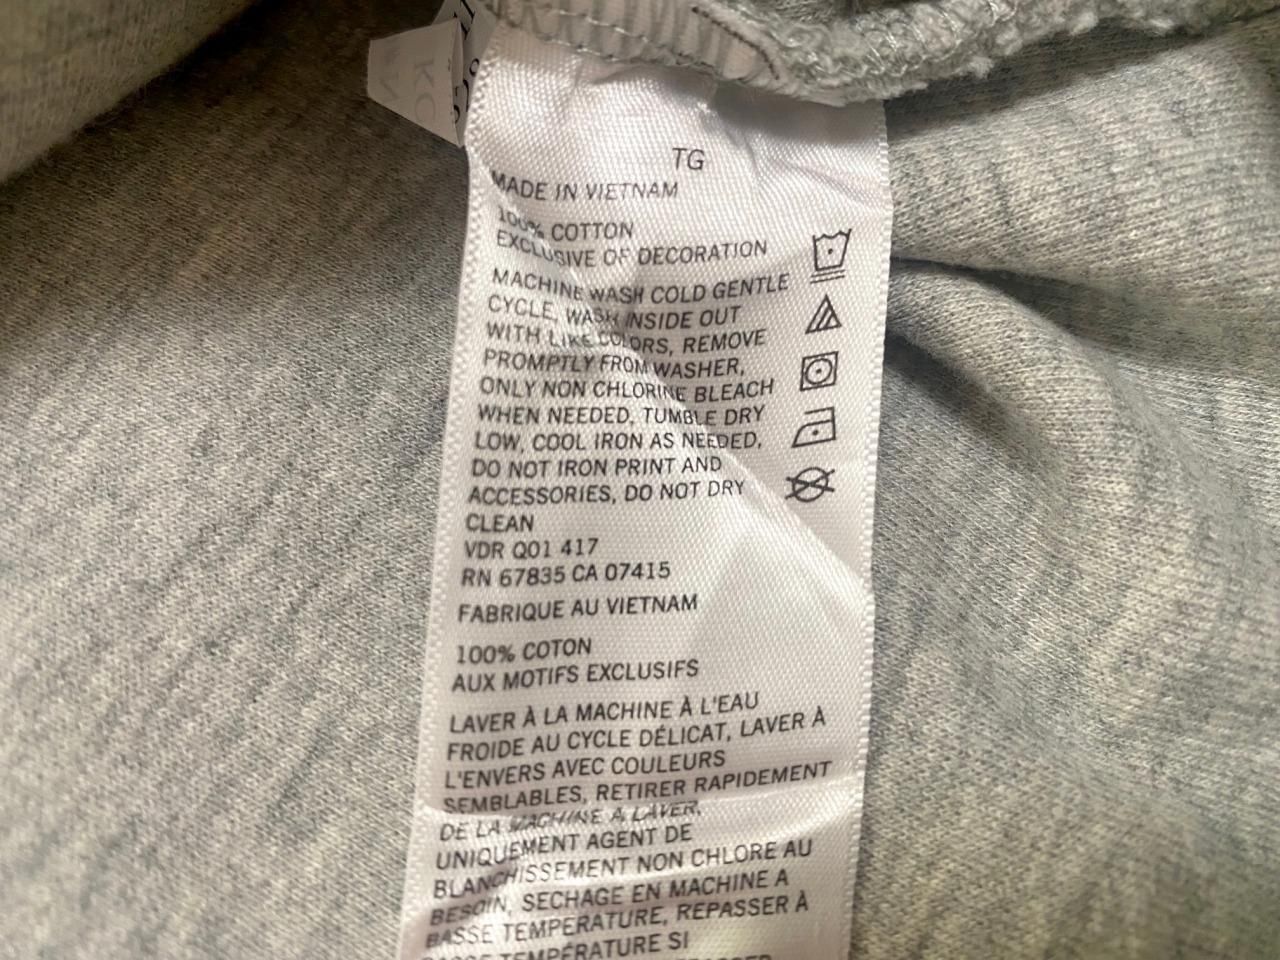 TG
MADE IN VIETNAM
100% COTTON
EXCLUSIVE OF DECORATION
MACHINE WASH COLD GENTLE
CYCLE, WASH INSIDE OUT
WITH LIKE COLORS, REMOVE
PROMPTLY FROM WASHER,
ONLY NON CHLORINE BLEACH
WHEN NEEDED, TUMBLE DRY
LOW, COOL IRON AS NEEDED,
DO NOT IRON PRINT AND
ACCESSORIES, DO NOT DRY
CLEAN
VDR Q01 417
RN 67835 CA 07415
FABRIQUE AU VIETNAM
100% COTON
AUX MOTIFS EXCLUSIFS
LAVER À LA MACHINE À L'EAU
FROIDE AU CYCLE DÉLICAT, LAVER À
L'ENVERS AVEC COULEURS
SEMBLABLES, RETIRER RAPIDEMENT
DE LA MACHINE A LAVER,
UNIQUEMENT AGENT DE
BLANCHISSEMENT NON CHLORE AU
BESOIN, SECHAGE EN MACHINE A
BASSE TEMPERATURE, REPASSER À
BASSE TEMPÉRATURE SI